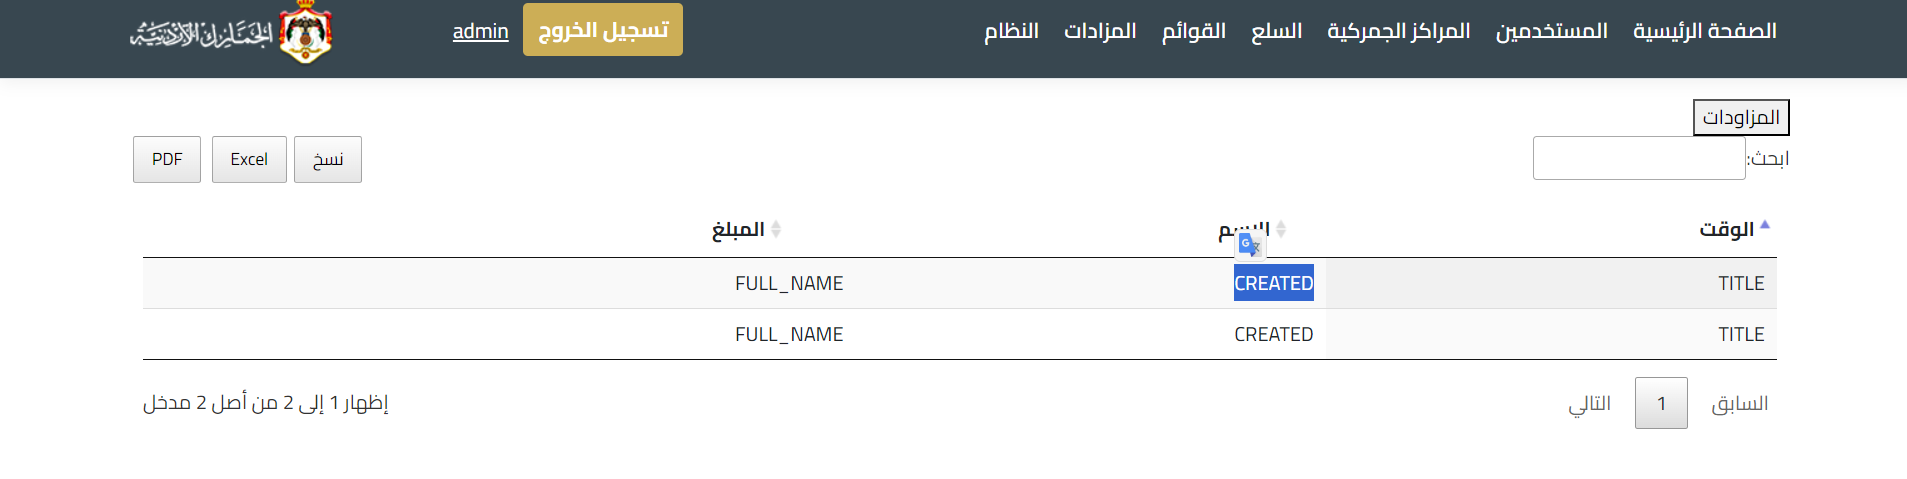 الصفحة الرئيسية المستخدمين المراكز الجمركية السلع القوائم المزادات النظام تسجيل الخروج admin الجمارك الأردنية
المزاودات
ابحث: نسخ Excel PDF
الوقت الاسم المبلغ
TITLE CREATED FULL_NAME
TITLE CREATED FULL_NAME
السابق 1 التالي إظهار 1 إلى 2 من أصل 2 مدخل